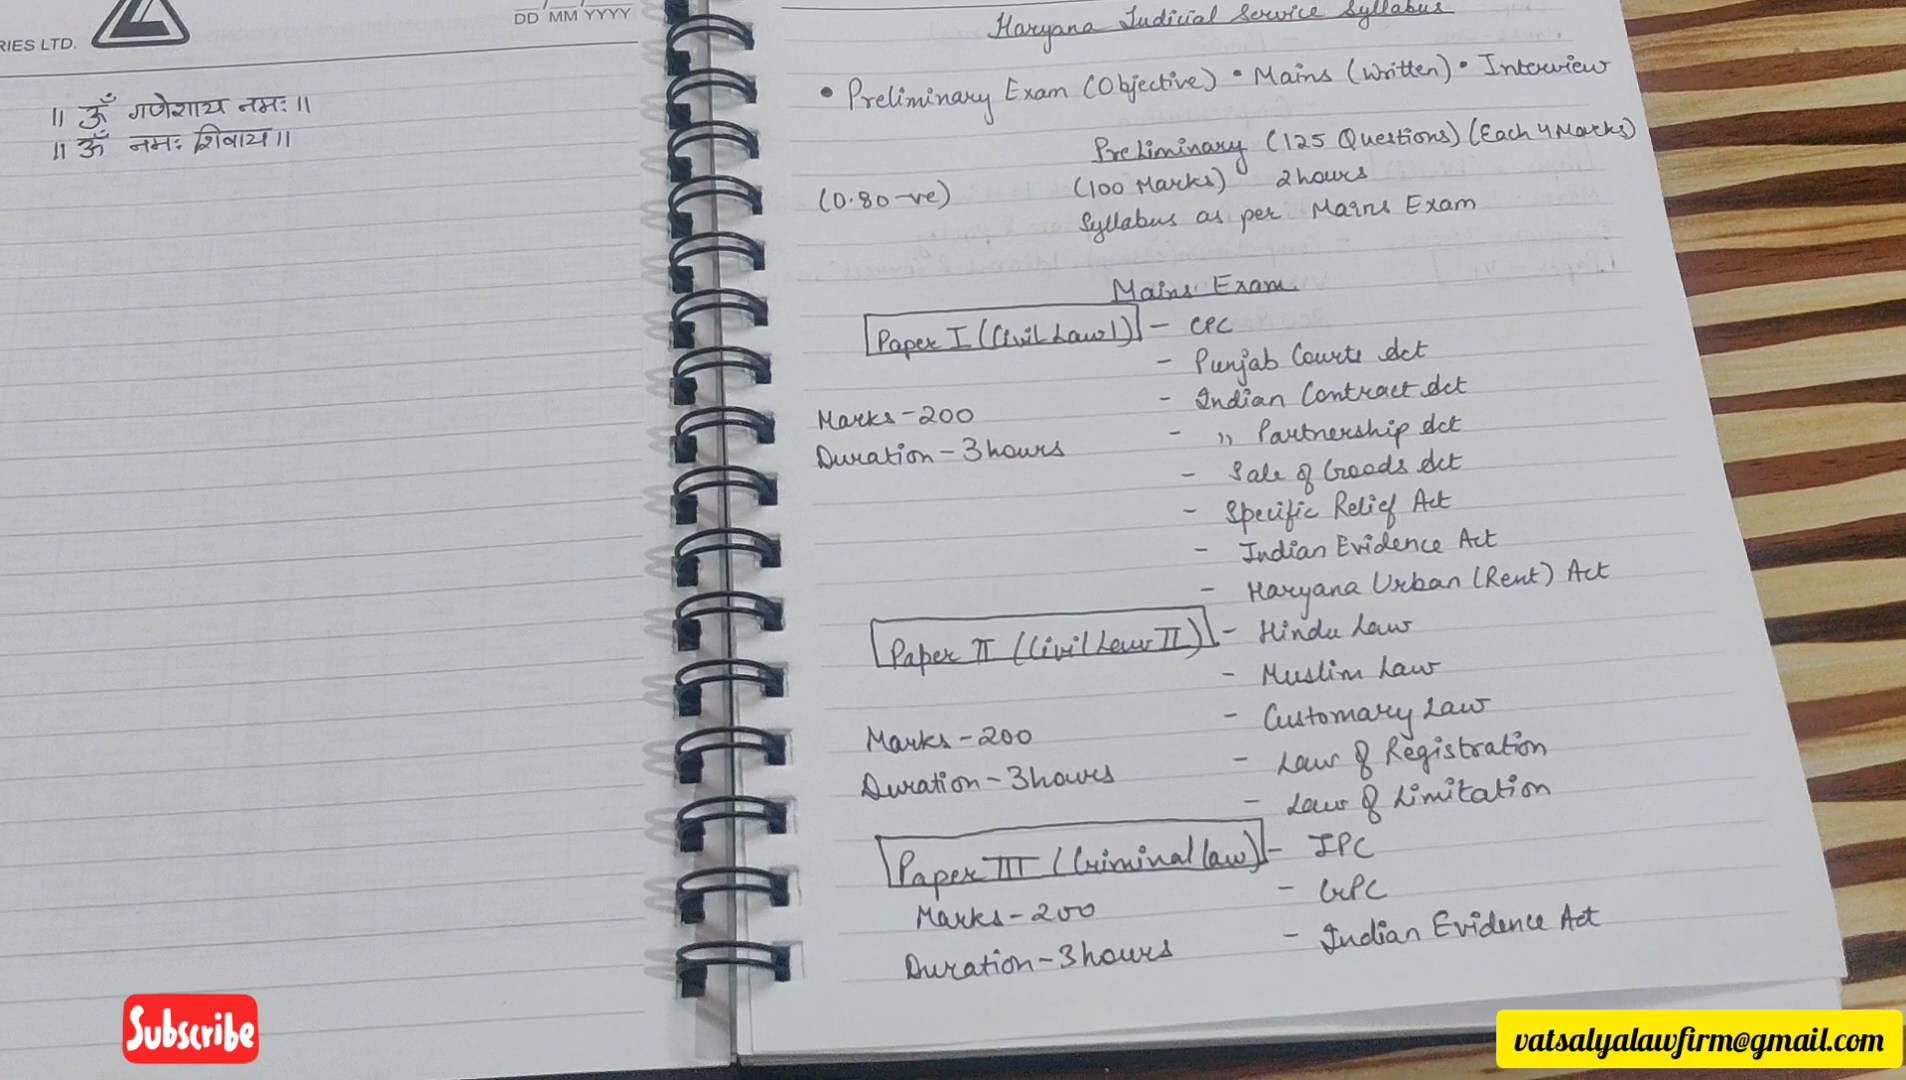 RIES LTD.
DD MM YYYY
|| ॐ गणेशाय नमः ||
|| ॐ नमः शिवाय ||
Haryana Judicial Service Syllabus
• Preliminary Exam (Objective) • Mains (Written) • Interview
Preliminary (125 Questions) (Each 4 Marks)
(0.80-ve) (100 Marks) 2 hours
Syllabus as per Mains Exam
Mains Exam
Paper I (Civil Law I) - CPC
- Punjab Courts Act
- Indian Contract Act
Marks - 200
- " Partnership Act
Duration - 3 hours
- Sale of Goods Act
- Specific Relief Act
- Indian Evidence Act
- Haryana Urban (Rent) Act
Paper II (Civil Law II) - Hindu Law
- Muslim Law
- Customary Law
Marks - 200
- Law of Registration
Duration - 3 hours
- Law of Limitation
Paper III (Criminal Law) - IPC
- CrPC
Marks - 200
- Indian Evidence Act
Duration - 3 hours
Subscribe
vatsalyalawfirm@gmail.com